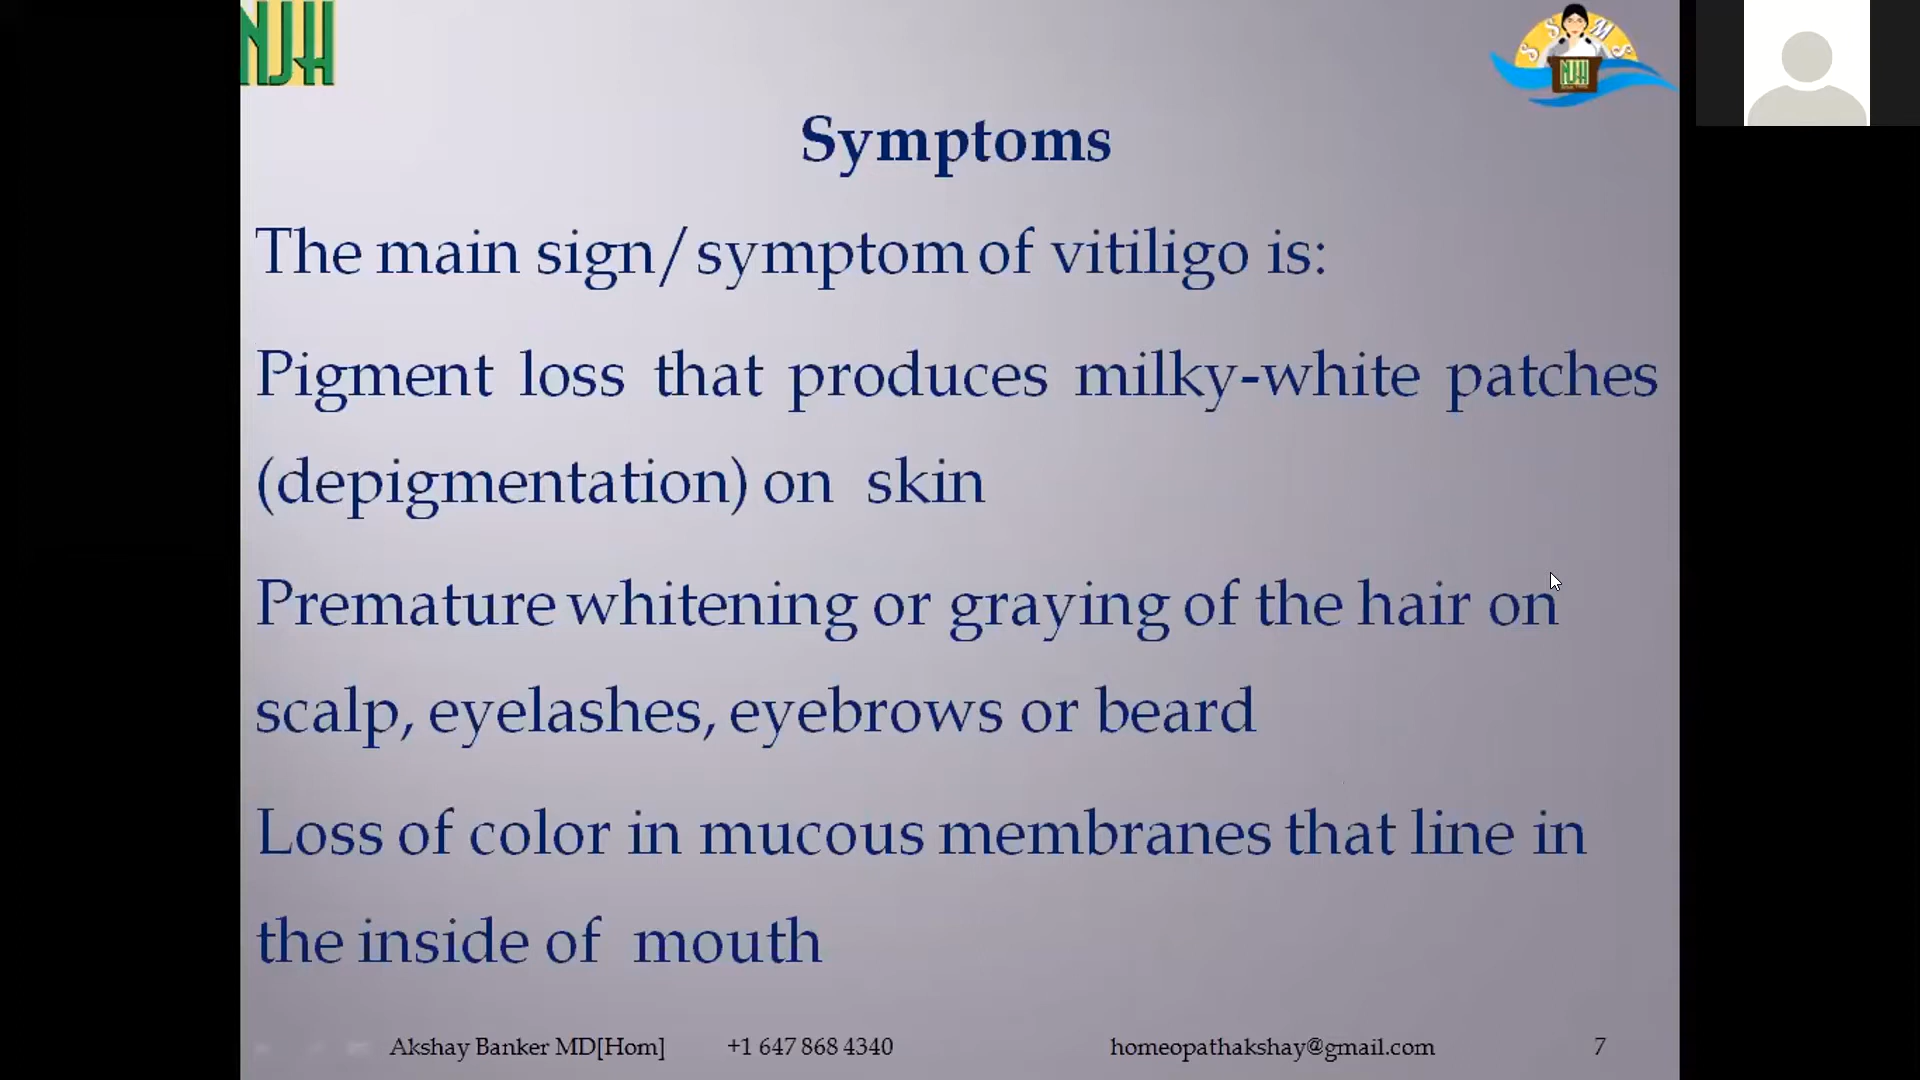 NJH
S S M S
NJH
Symptoms
The main sign/symptom of vitiligo is:
Pigment loss that produces milky-white patches
(depigmentation) on skin
Premature whitening or graying of the hair on
scalp, eyelashes, eyebrows or beard
Loss of color in mucous membranes that line in
the inside of mouth
Akshay Banker MD[Hom] +1 647 868 4340 homeopathakshay@gmail.com 7